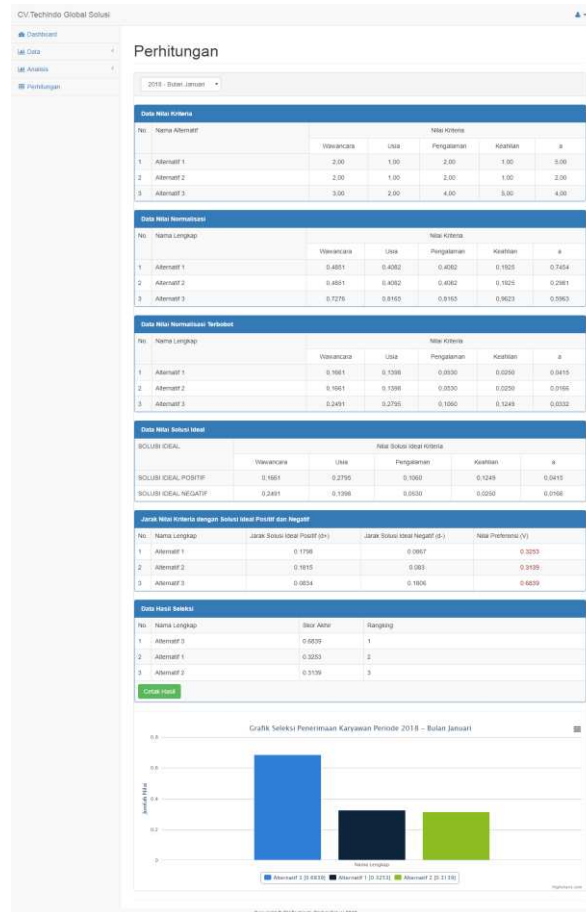 CV.Techindo Global Solusi
Dashboard
Data
Analisis
Perhitungan
Perhitungan
2018 - Bulan Januari
Data Nilai Kriteria
No Nama Alternatif Nilai Kriteria
Wawancara Usia Pengalaman Keahlian a
1 Alternatif 1 2.00 1.00 2.00 1.00 5.00
2 Alternatif 2 2.00 1.00 2.00 1.00 2.00
3 Alternatif 3 3.00 2.00 4.00 5.00 4.00
Data Nilai Normalisasi
No Nama Lengkap Nilai Kriteria
Wawancara Usia Pengalaman Keahlian a
1 Alternatif 1 0.4851 0.4082 0.4082 0.1925 0.7454
2 Alternatif 2 0.4851 0.4082 0.4082 0.1925 0.2981
3 Alternatif 3 0.7276 0.8165 0.8165 0.9623 0.5963
Data Nilai Normalisasi Terbobot
No Nama Lengkap Nilai Kriteria
Wawancara Usia Pengalaman Keahlian a
1 Alternatif 1 0.1661 0.1398 0.0530 0.0250 0.0415
2 Alternatif 2 0.1661 0.1398 0.0530 0.0250 0.0166
3 Alternatif 3 0.2491 0.2795 0.1060 0.1249 0.0332
Data Nilai Solusi Ideal
SOLUSI IDEAL Nilai Solusi Ideal Kriteria
Wawancara Usia Pengalaman Keahlian a
SOLUSI IDEAL POSITIF 0.1661 0.2795 0.1060 0.1249 0.0415
SOLUSI IDEAL NEGATIF 0.2491 0.1398 0.0530 0.0250 0.0166
Jarak Nilai Kriteria dengan Solusi Ideal Positif dan Negatif
No Nama Lengkap Jarak Solusi Ideal Positif (d+) Jarak Solusi Ideal Negatif (d-) Nilai Preferensi (V)
1 Alternatif 1 0.1798 0.0867 0.3253
2 Alternatif 2 0.1815 0.083 0.3139
3 Alternatif 3 0.0834 0.1806 0.6839
Data Hasil Seleksi
No Nama Lengkap Skor Akhir Rangking
1 Alternatif 3 0.6839 1
2 Alternatif 1 0.3253 2
3 Alternatif 2 0.3139 3
Cetak Hasil
Grafik Seleksi Penerimaan Karyawan Periode 2018 - Bulan Januari
Jumlah Nilai
0.8
0.6
0.4
0.2
0
Nama Lengkap
Alternatif 3 [0.6839] Alternatif 1 [0.3253] Alternatif 2 [0.3139]
Highcharts.com